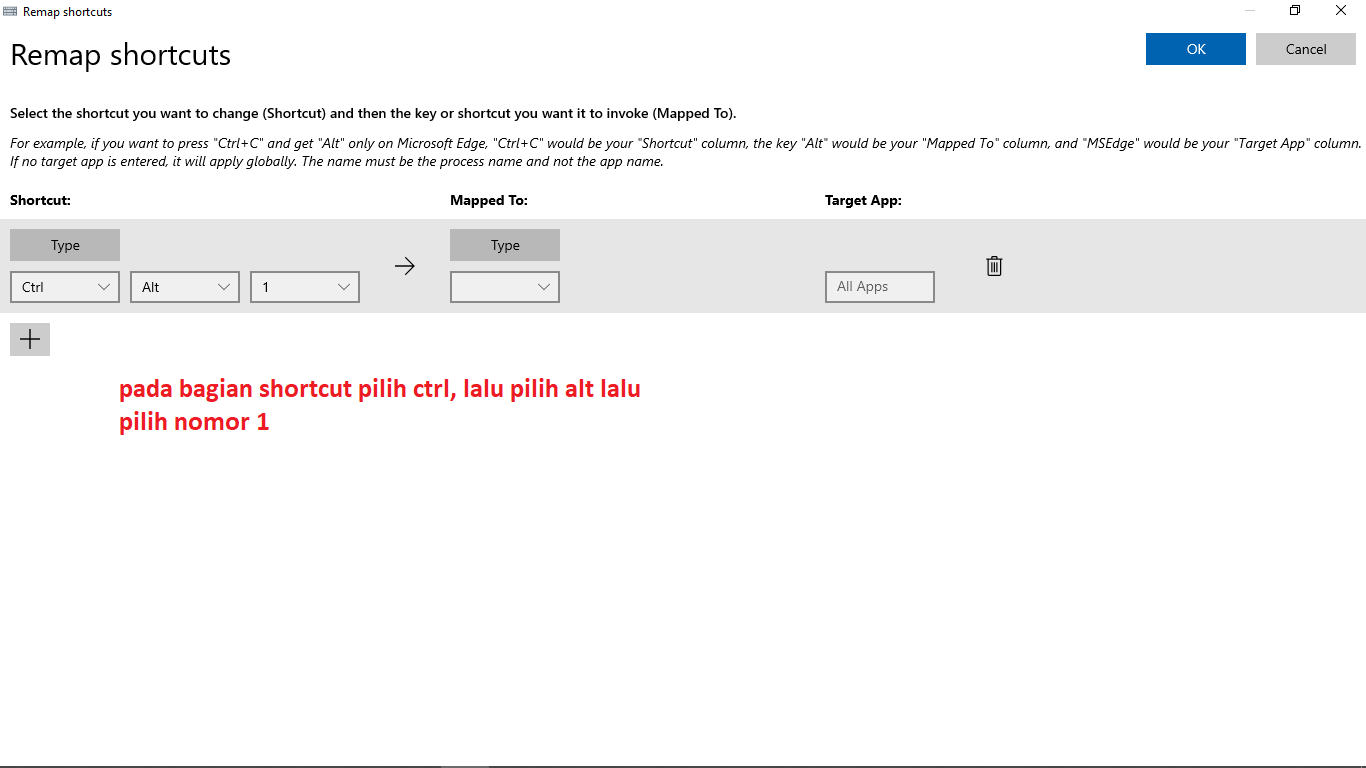 Remap shortcuts
Remap shortcuts
OK
Cancel
Select the shortcut you want to change (Shortcut) and then the key or shortcut you want it to invoke (Mapped To).
For example, if you want to press "Ctrl+C" and get "Alt" only on Microsoft Edge, "Ctrl+C" would be your "Shortcut" column, the key "Alt" would be your "Mapped To" column, and "MSEdge" would be your "Target App" column.
If no target app is entered, it will apply globally. The name must be the process name and not the app name.
Shortcut:
Mapped To:
Target App:
Type
Type
Ctrl
Alt
1
All Apps
pada bagian shortcut pilih ctrl, lalu pilih alt lalu
pilih nomor 1